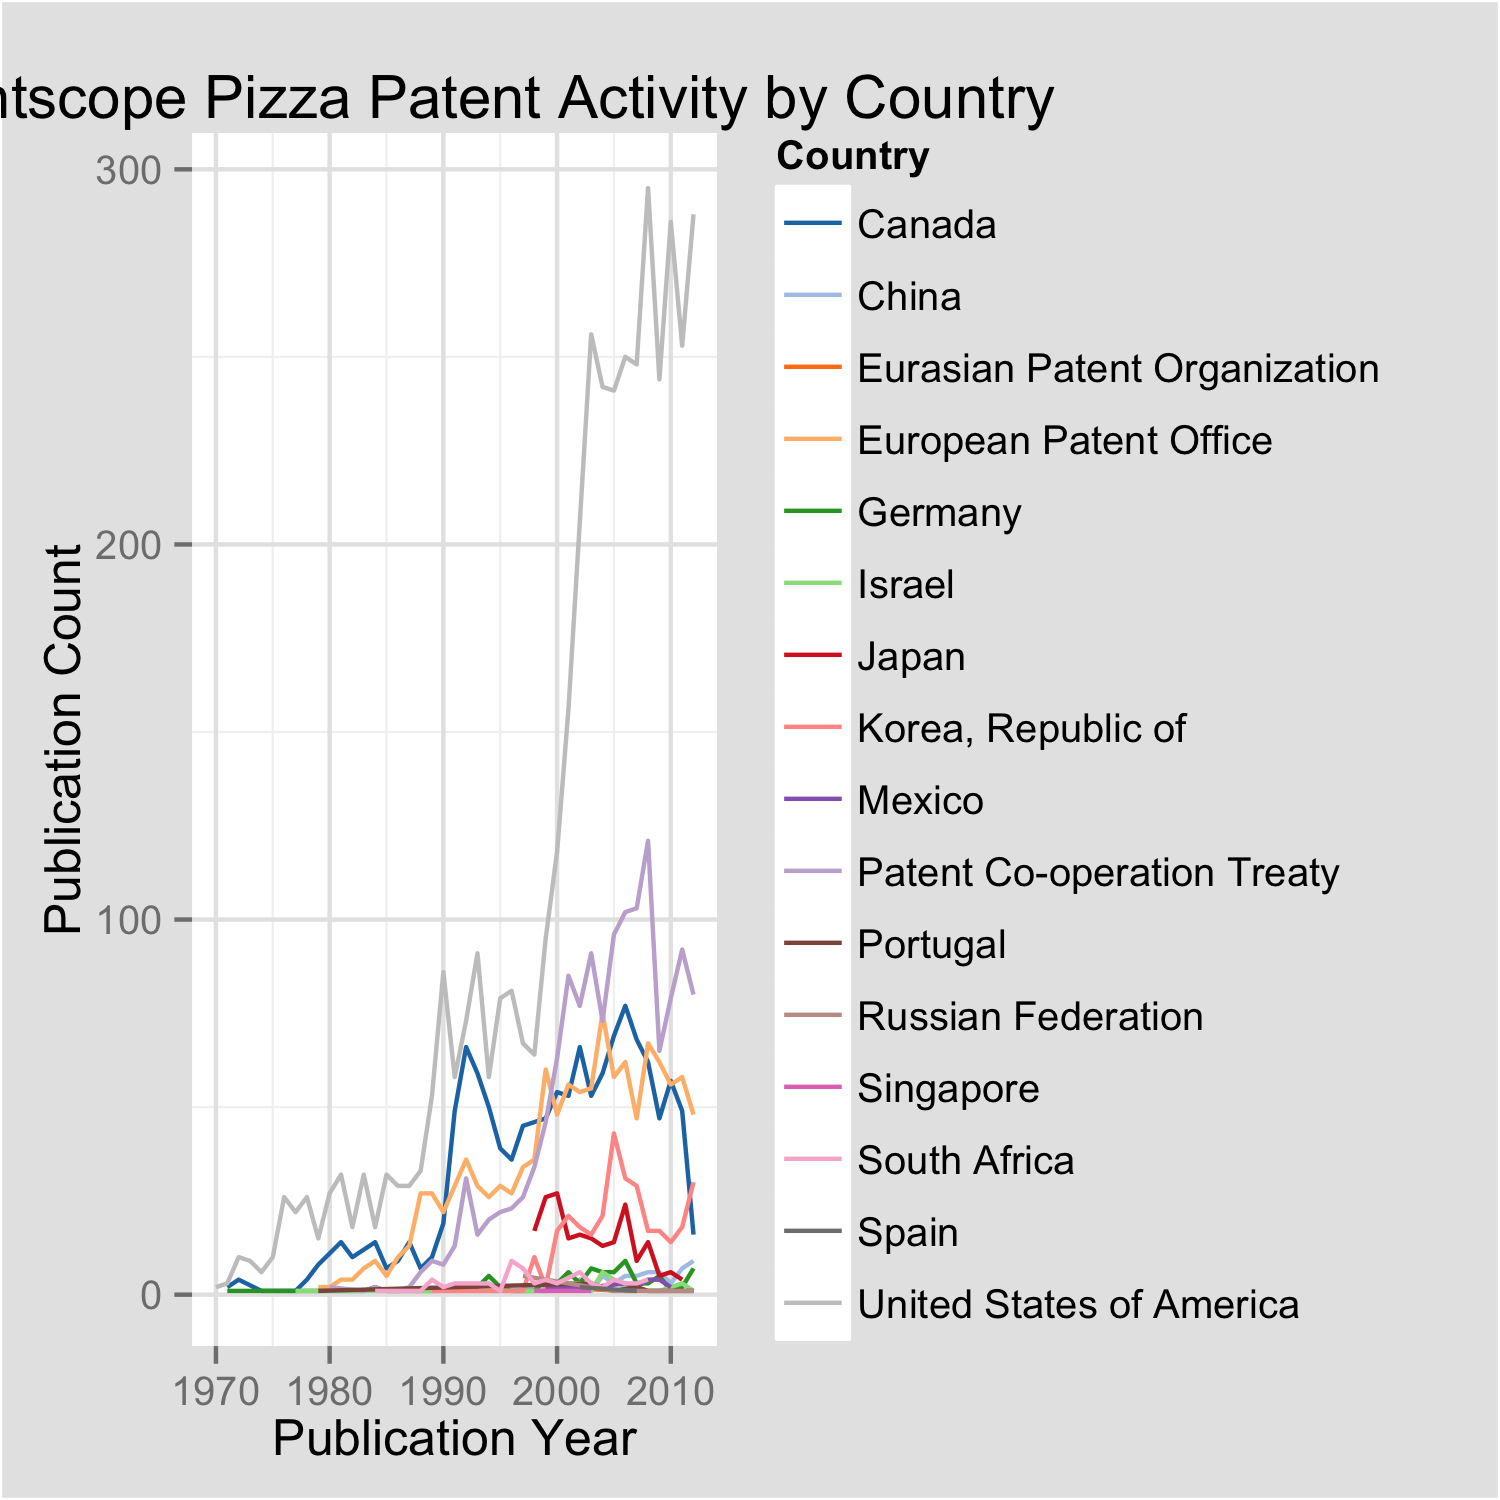 ntscope Pizza Patent Activity by Country
Country
Canada
China
Eurasian Patent Organization
European Patent Office
Germany
Israel
Japan
Korea, Republic of
Mexico
Patent Co-operation Treaty
Portugal
Russian Federation
Singapore
South Africa
Spain
United States of America
Publication Count
300
200
100
0
1970 1980 1990 2000 2010
Publication Year